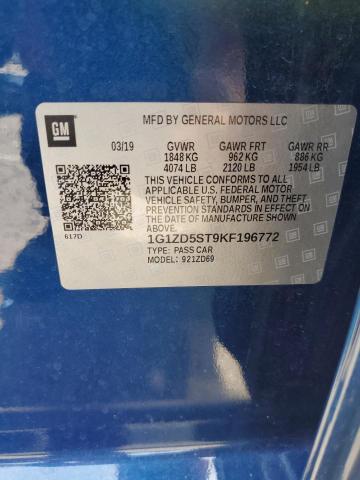 GM
MFD BY GENERAL MOTORS LLC
03/19 GVWR GAWR FRT GAWR RR
1848 KG 962 KG 886 KG
4074 LB 2120 LB 1954 LB
THIS VEHICLE CONFORMS TO ALL APPLICABLE
U.S. FEDERAL MOTOR
VEHICLE SAFETY, BUMPER, AND THEFT
PREVENTION STANDARDS IN EFFECT ON
THE DATE OF MANUFACTURE SHOWN
ABOVE.
617D
1G1ZD5ST9KF196772
TYPE: PASS CAR
MODEL: 921ZD69